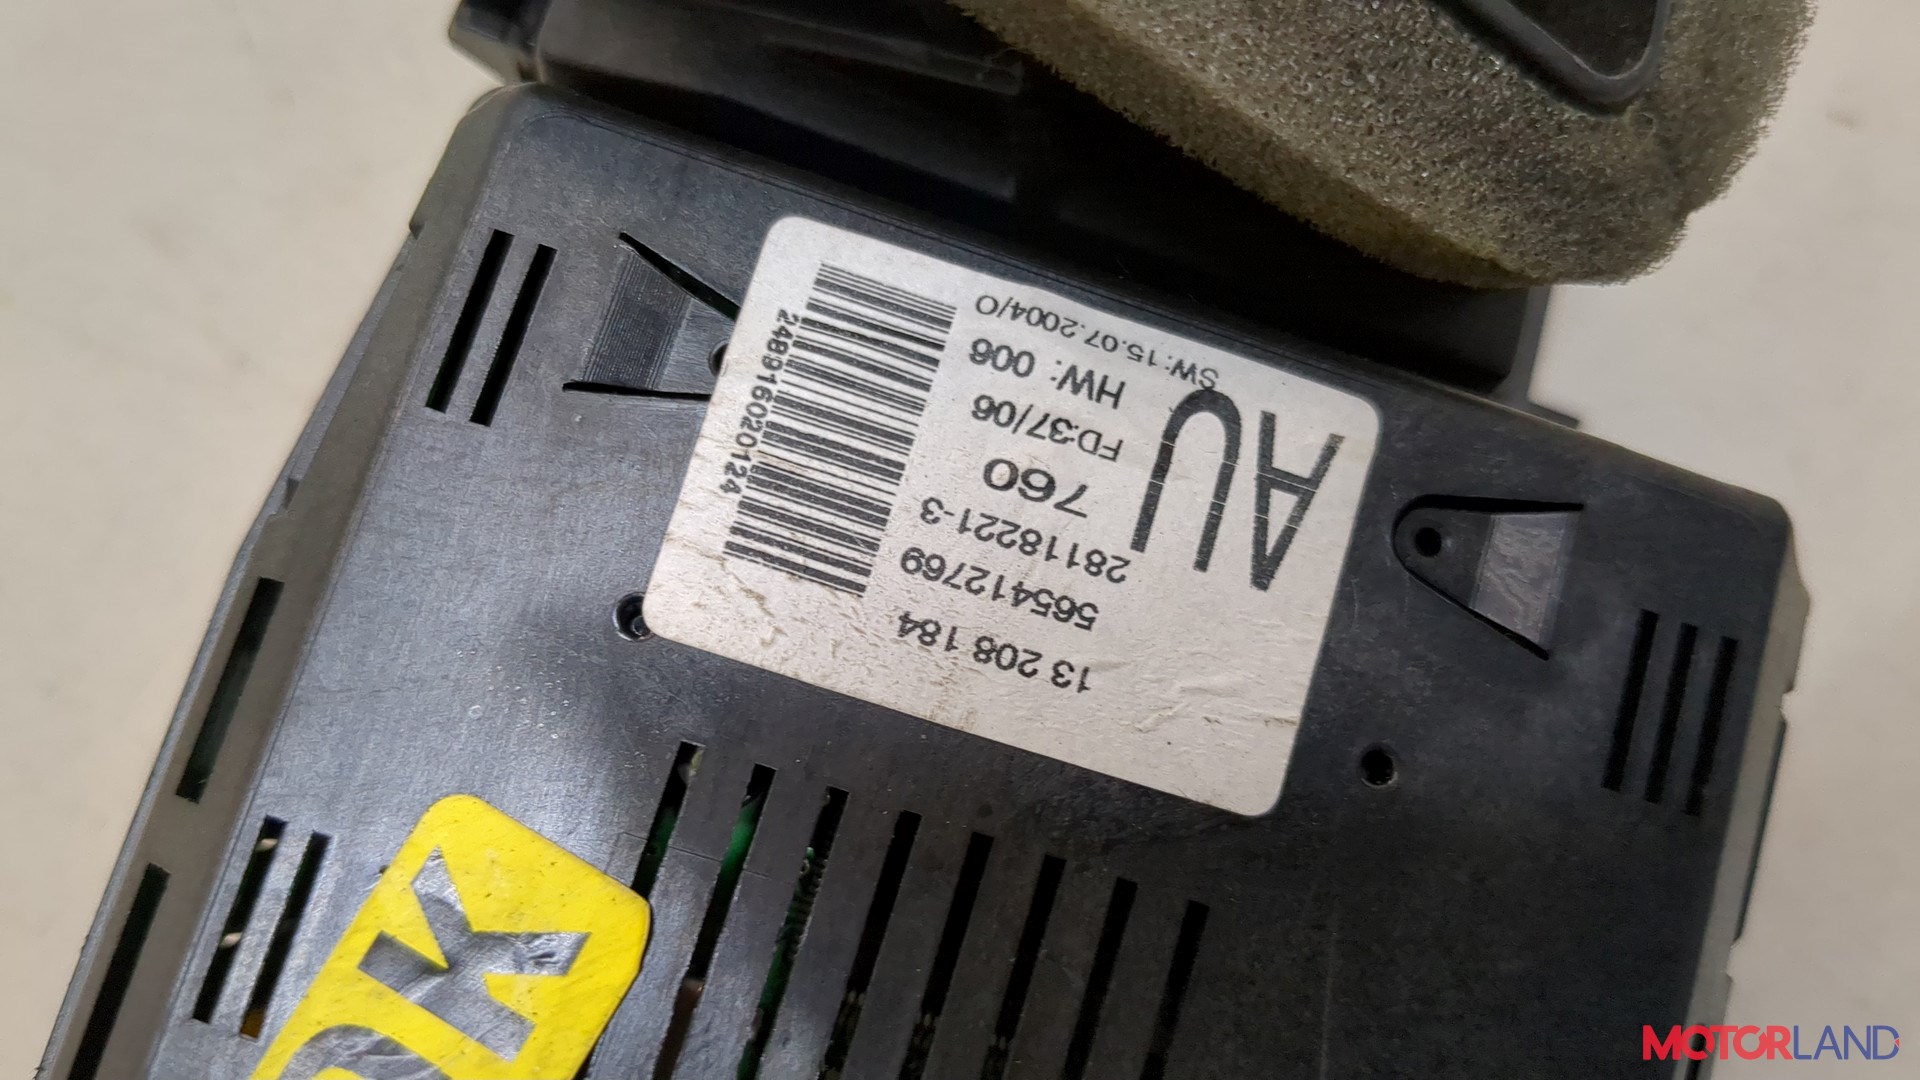 13 208 184
565412769
28118221-3
760
FD:37/06
HW: 006
SW:15.07.2004/O
AU
248916020124
MOTORLAND